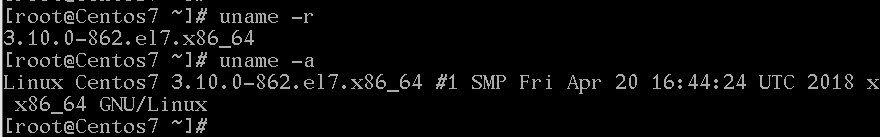 [root@Centos7 ~]# uname -r
3.10.0-862.el7.x86_64
[root@Centos7 ~]# uname -a
Linux Centos7 3.10.0-862.el7.x86_64 #1 SMP Fri Apr 20 16:44:24 UTC 2018 x
x86_64 GNU/Linux
[root@Centos7 ~]#